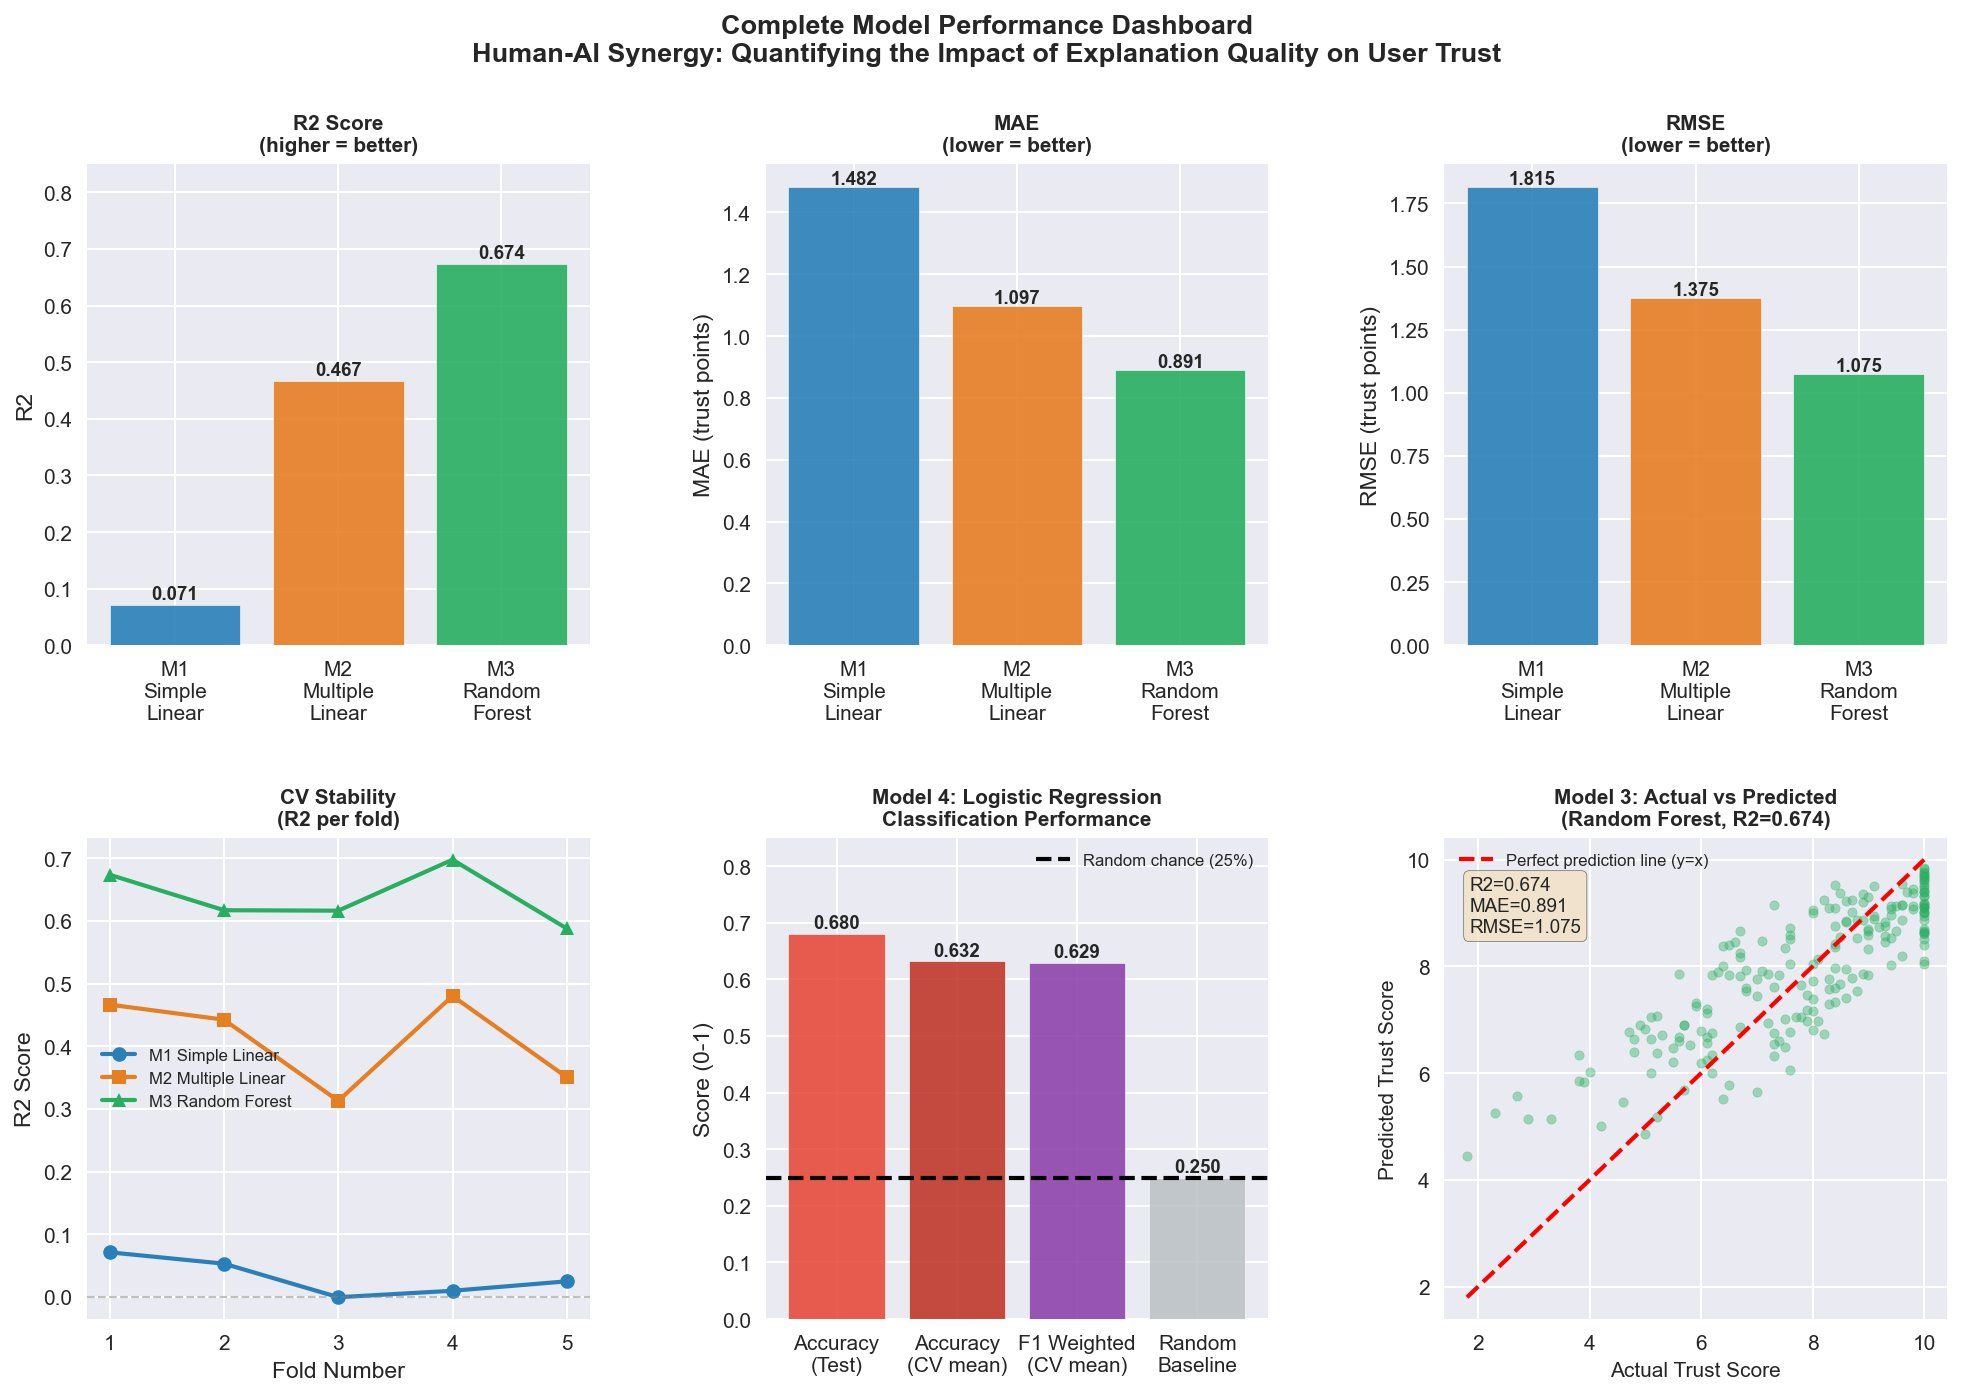 Complete Model Performance Dashboard
Human-AI Synergy: Quantifying the Impact of Explanation Quality on User Trust
R2 Score
(higher = better)
R2
0.8
0.7
0.6
0.5
0.4
0.3
0.2
0.1
0.0
0.071
0.467
0.674
M1
Simple
Linear
M2
Multiple
Linear
M3
Random
Forest
MAE
(lower = better)
MAE (trust points)
1.4
1.2
1.0
0.8
0.6
0.4
0.2
0.0
1.482
1.097
0.891
M1
Simple
Linear
M2
Multiple
Linear
M3
Random
Forest
RMSE
(lower = better)
RMSE (trust points)
1.75
1.50
1.25
1.00
0.75
0.50
0.25
0.00
1.815
1.375
1.075
M1
Simple
Linear
M2
Multiple
Linear
M3
Random
Forest
CV Stability
(R2 per fold)
R2 Score
0.7
0.6
0.5
0.4
0.3
0.2
0.1
0.0
M1 Simple Linear
M2 Multiple Linear
M3 Random Forest
1 2 3 4 5
Fold Number
Model 4: Logistic Regression
Classification Performance
Score (0-1)
0.8
0.7
0.6
0.5
0.4
0.3
0.2
0.1
0.0
Random chance (25%)
0.680
0.632
0.629
0.250
Accuracy
(Test)
Accuracy
(CV mean)
F1 Weighted
(CV mean)
Random
Baseline
Model 3: Actual vs Predicted
(Random Forest, R2=0.674)
Predicted Trust Score
10
8
6
4
2
Perfect prediction line (y=x)
R2=0.674
MAE=0.891
RMSE=1.075
2 4 6 8 10
Actual Trust Score